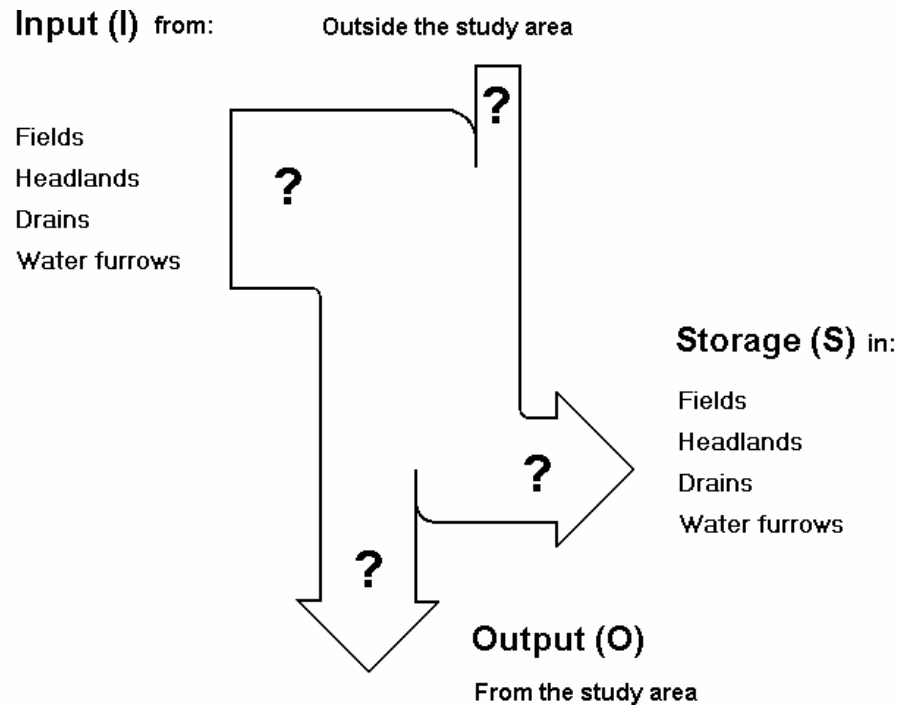 Input (I) from:
Outside the study area
?
Fields
Headlands
Drains
Water furrows
?
Storage (S) in:
Fields
Headlands
Drains
Water furrows
?
?
Output (O)
From the study area